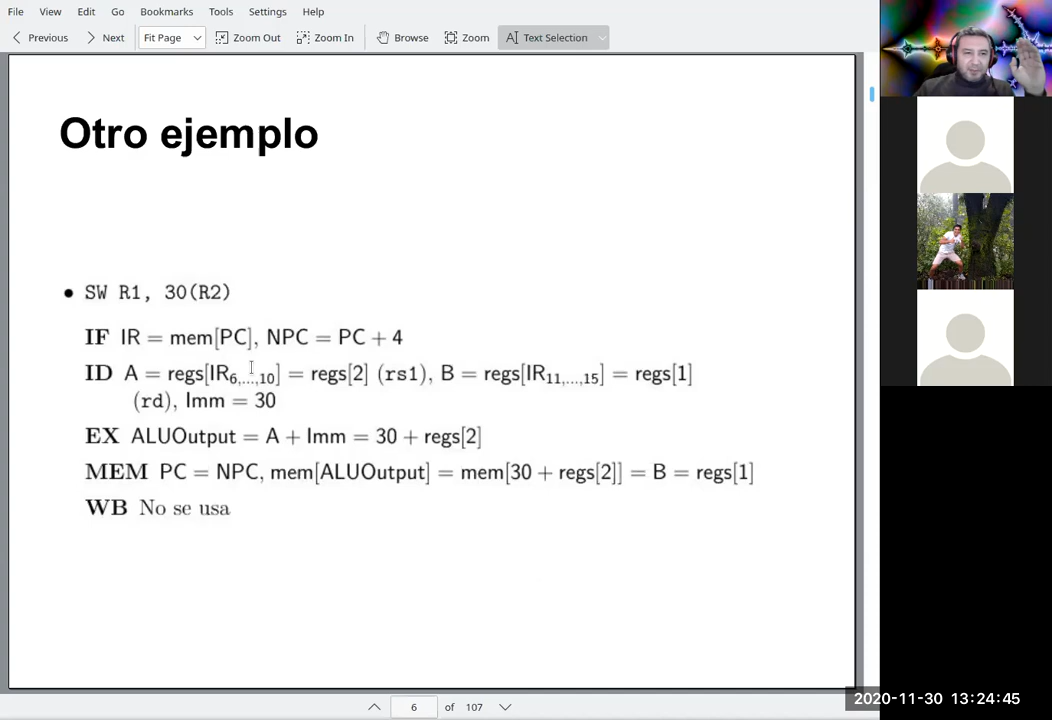 File View Edit Go Bookmarks Tools Settings Help
Previous Next Fit Page Zoom Out Zoom In Browse Zoom Text Selection
Otro ejemplo
• SW R1, 30(R2)
IF IR = mem[PC], NPC = PC + 4
ID A = regs[IR6,...,10] = regs[2] (rs1), B = regs[IR11,...,15] = regs[1]
(rd), Imm = 30
EX ALUOutput = A + Imm = 30 + regs[2]
MEM PC = NPC, mem[ALUOutput] = mem[30 + regs[2]] = B = regs[1]
WB No se usa
6 of 107
2020-11-30 13:24:45